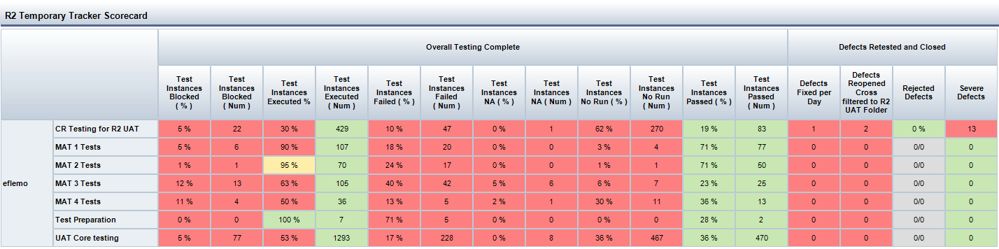 R2 Temporary Tracker Scorecard
Overall Testing Complete Defects Retested and Closed
Test Instances Blocked ( % ) Test Instances Blocked ( Num ) Test Instances Executed % Test Instances Executed ( Num ) Test Instances Failed ( % ) Test Instances Failed ( Num ) Test Instances NA ( % ) Test Instances NA ( Num ) Test Instances No Run ( % ) Test Instances No Run ( Num ) Test Instances Passed ( % ) Test Instances Passed ( Num ) Defects Fixed per Day Defects Reopened Cross filtered to R2 UAT Folder Rejected Defects Severe Defects
CR Testing for R2 UAT 5 % 22 30 % 429 10 % 47 0 % 1 62 % 270 19 % 83 1 2 0 % 13
MAT 1 Tests 5 % 6 90 % 107 18 % 20 0 % 0 3 % 4 71 % 77 0 0 0/0 0
MAT 2 Tests 1 % 1 95 % 70 24 % 17 0 % 0 1 % 1 71 % 50 0 0 0/0 0
eflemo MAT 3 Tests 12 % 13 63 % 105 40 % 42 5 % 6 6 % 7 23 % 25 0 0 0/0 0
MAT 4 Tests 11 % 4 50 % 36 13 % 5 2 % 1 30 % 11 36 % 13 0 0 0/0 0
Test Preparation 0 % 0 100 % 7 71 % 5 0 % 0 0 % 0 28 % 2 0 0 0/0 0
UAT Core testing 5 % 77 53 % 1293 17 % 228 0 % 8 36 % 467 36 % 470 0 0 0/0 0